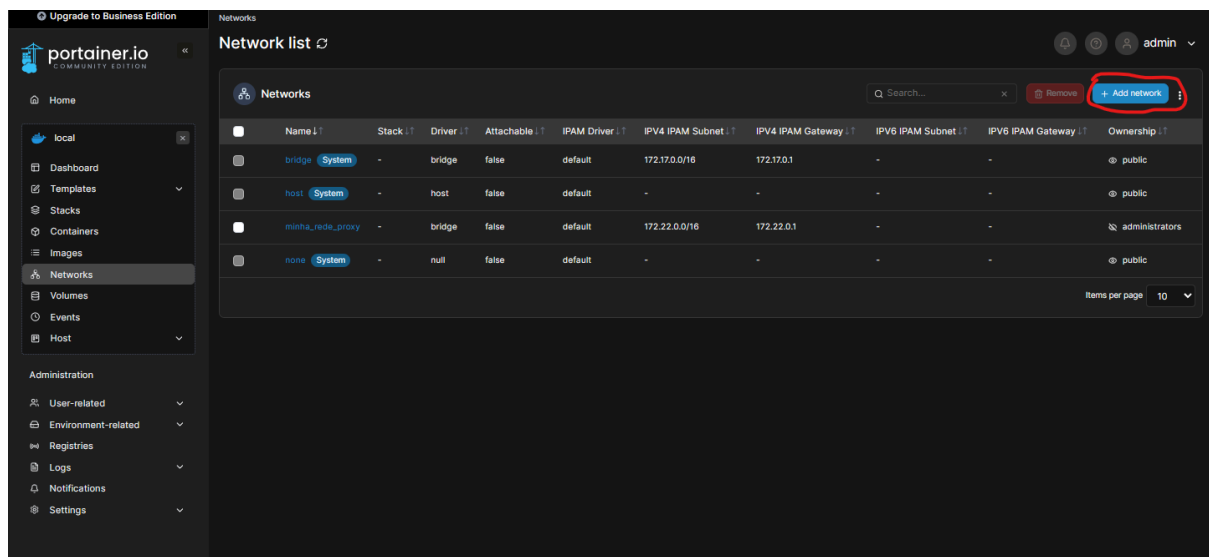 Upgrade to Business Edition
Networks
portainer.io
COMMUNITY EDITION
«
Network list
admin
Home
Networks
Search...
×
Remove
+ Add network
local
×
Name Stack Driver Attachable IPAM Driver IPV4 IPAM Subnet IPV4 IPAM Gateway IPV6 IPAM Subnet IPV6 IPAM Gateway Ownership
bridge System - bridge false default 172.17.0.0/16 172.17.0.1 - - public
host System - host false default - - - - public
minha_rede_proxy - bridge false default 172.22.0.0/16 172.22.0.1 - - administrators
none System - null false default - - - - public
Items per page 10
Dashboard
Templates
Stacks
Containers
Images
Networks
Volumes
Events
Host
Administration
User-related
Environment-related
Registries
Logs
Notifications
Settings